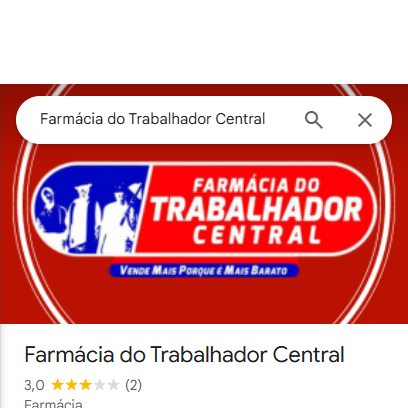 Farmácia do Trabalhador Central
FARMÁCIA DO
TRABALHADOR
CENTRAL
VENDE MAIS PORQUE É MAIS BARATO
Farmácia do Trabalhador Central
3,0 (2)
Farmácia